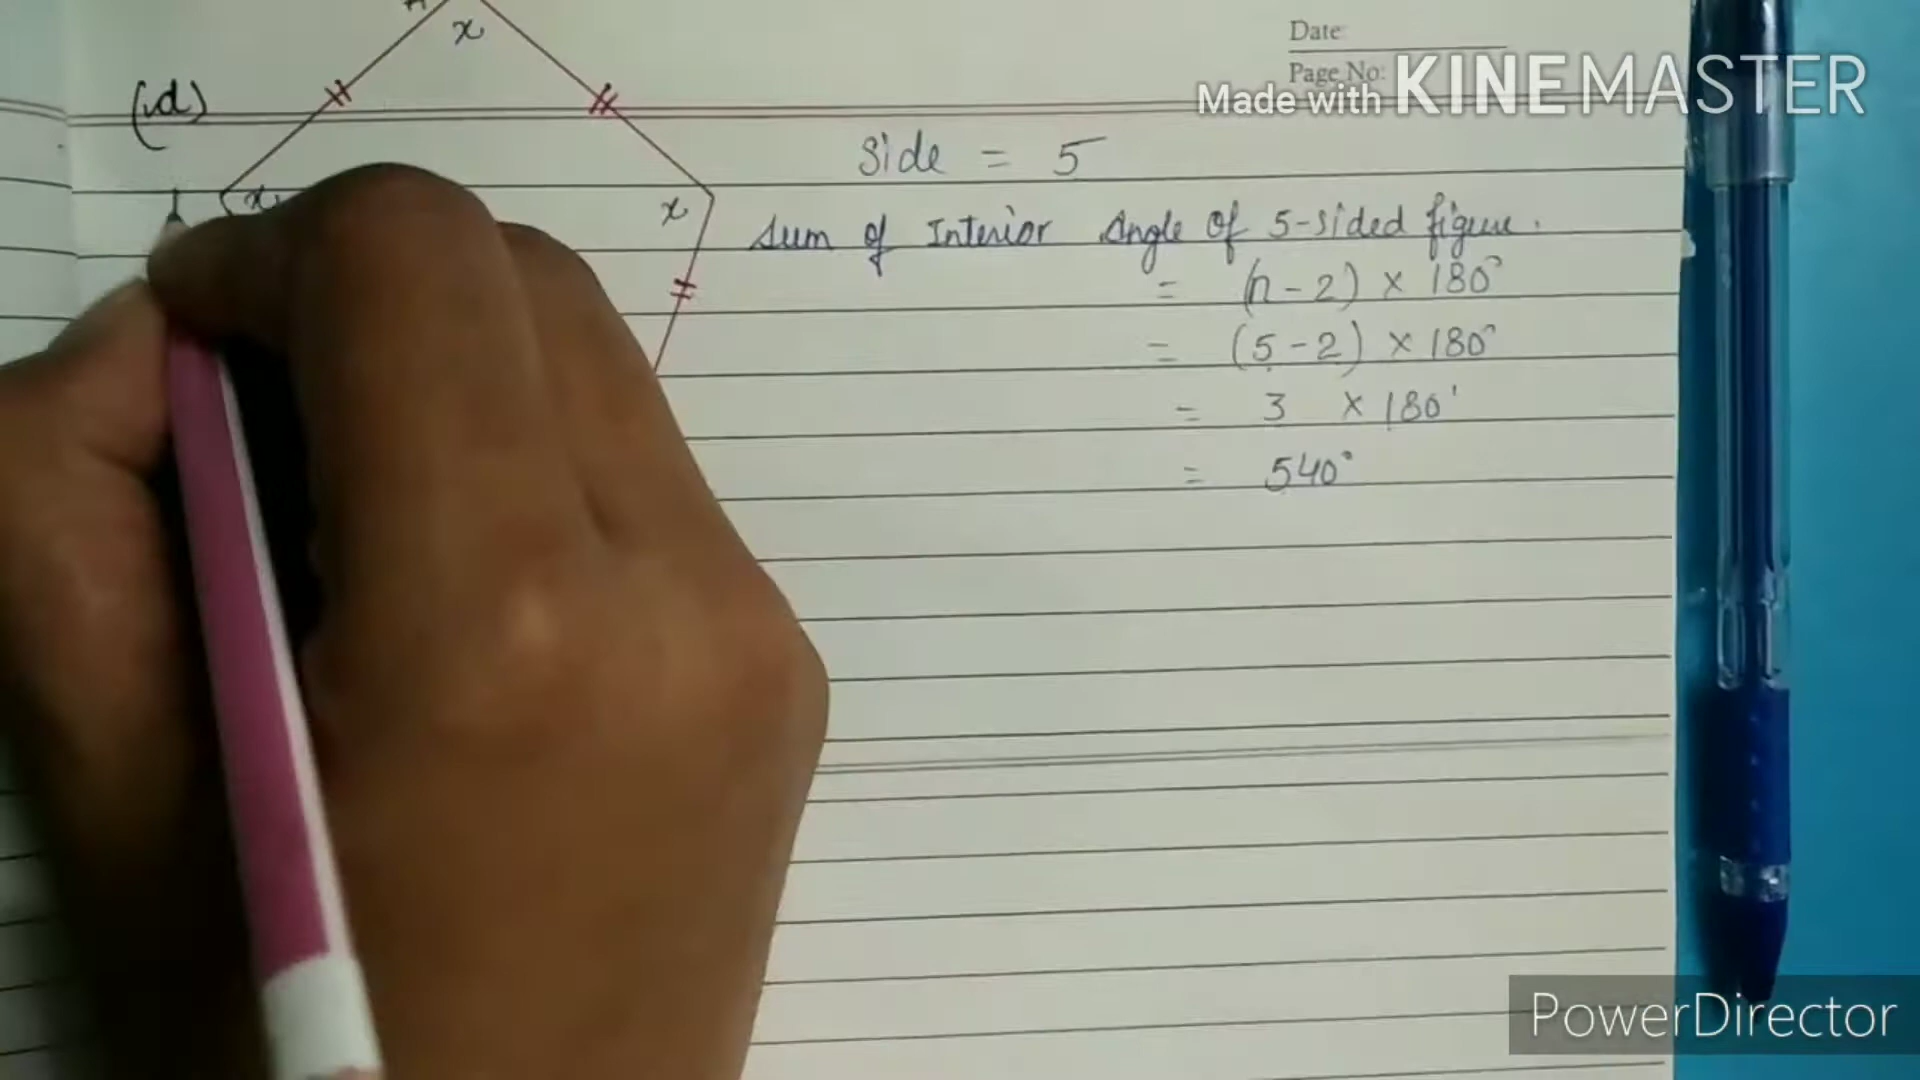 x
Date:
Page No:
Made with KINEMASTER
(d)
Side = 5
x
x
Sum of Interior Angle of 5-sided figure.
= (n-2) × 180°
= (5-2) × 180°
= 3 × 180°
= 540°
PowerDirector